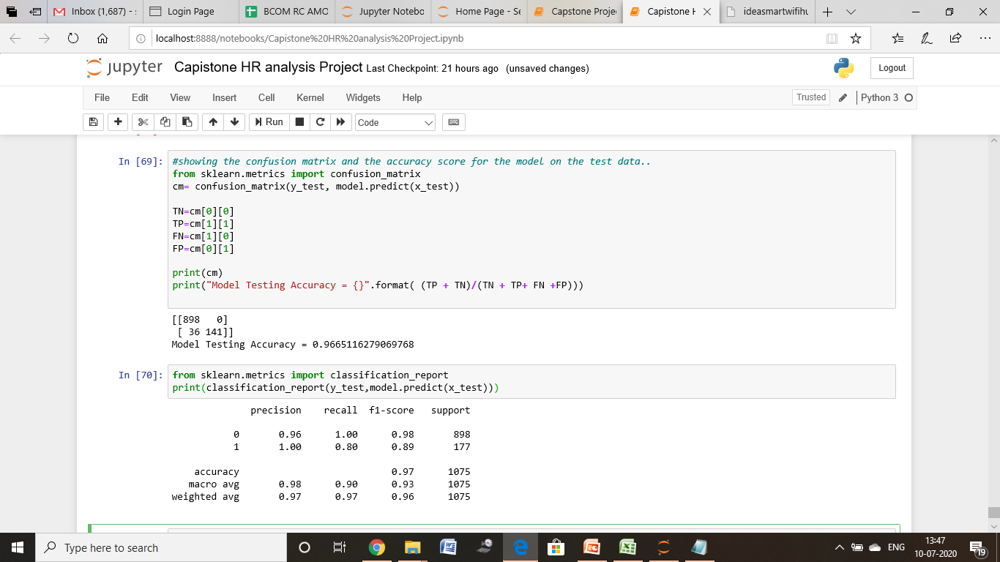 Inbox (1,687) - :
Login Page
BCOM RC AMO
Jupyter Notebo
Home Page - Se
Capstone Projec
Capistone H
ideasmartwifihu
localhost:8888/notebooks/Capistone%20HR%20analysis%20Project.ipynb
jupyter Capistone HR analysis Project Last Checkpoint: 21 hours ago (unsaved changes)
Logout
File Edit View Insert Cell Kernel Widgets Help
Trusted Python 3
Run Code
In [69]: #showing the confusion matrix and the accuracy score for the model on the test data..
from sklearn.metrics import confusion_matrix
cm= confusion_matrix(y_test, model.predict(x_test))
TN=cm[0][0]
TP=cm[1][1]
FN=cm[1][0]
FP=cm[0][1]
print(cm)
print("Model Testing Accuracy = {}".format( (TP + TN)/(TN + TP+ FN +FP)))
[[898   0]
 [ 36 141]]
Model Testing Accuracy = 0.9665116279069768
In [70]: from sklearn.metrics import classification_report
print(classification_report(y_test,model.predict(x_test)))
precision recall f1-score support
0 0.96 1.00 0.98 898
1 1.00 0.80 0.89 177
accuracy 0.97 1075
macro avg 0.98 0.90 0.93 1075
weighted avg 0.97 0.97 0.96 1075
Type here to search
ENG
13:47
10-07-2020
19